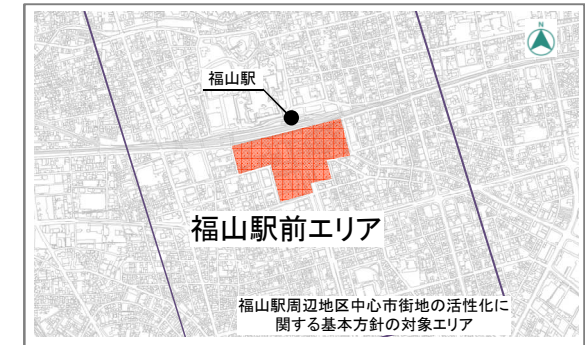 N
福山駅
福山駅前エリア
福山駅周辺地区中心市街地の活性化に
関する基本方針の対象エリア